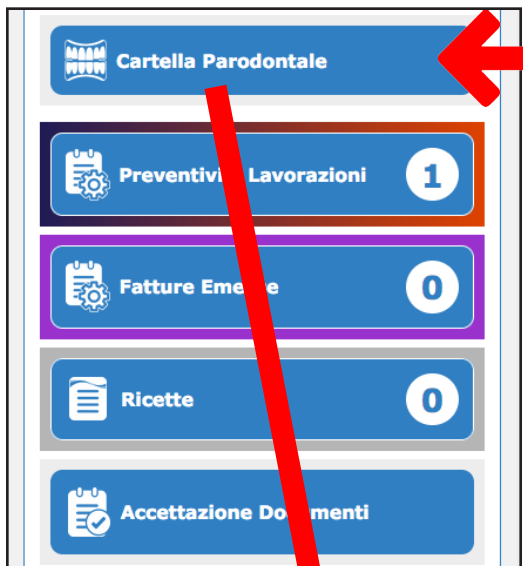 Cartella Parodontale
Preventivi Lavorazioni 1
Fatture 0
Ricette 0
Accettazione